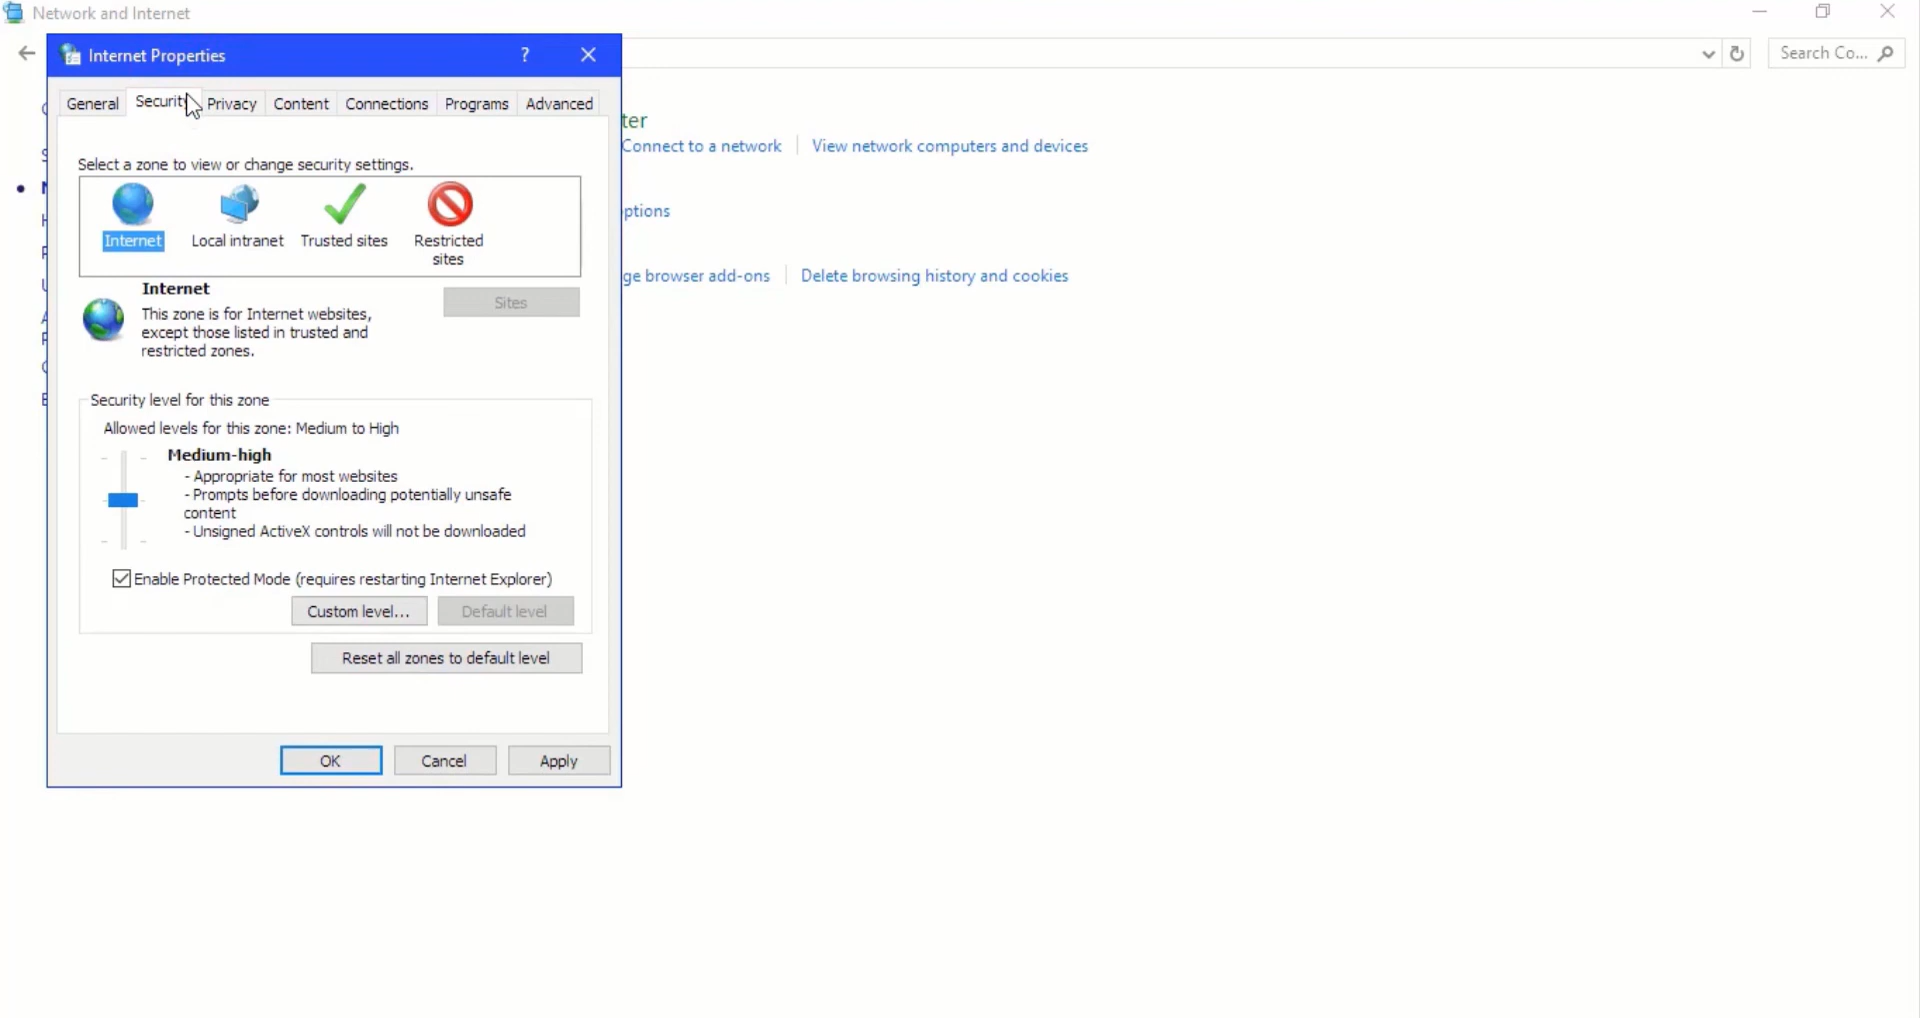 Network and Internet
Internet Properties
?
Search Co...
General Security Privacy Content Connections Programs Advanced
Connect to a network View network computers and devices
Select a zone to view or change security settings.
Internet Local intranet Trusted sites Restricted
sites
Delete browsing history and cookies
browser add-ons
Internet
Sites
This zone is for Internet websites,
except those listed in trusted and
restricted zones.
Security level for this zone
Allowed levels for this zone: Medium to High
Medium-high
- Appropriate for most websites
- Prompts before downloading potentially unsafe
content
- Unsigned ActiveX controls will not be downloaded
Enable Protected Mode (requires restarting Internet Explorer)
Custom level... Default level
Reset all zones to default level
OK Cancel Apply